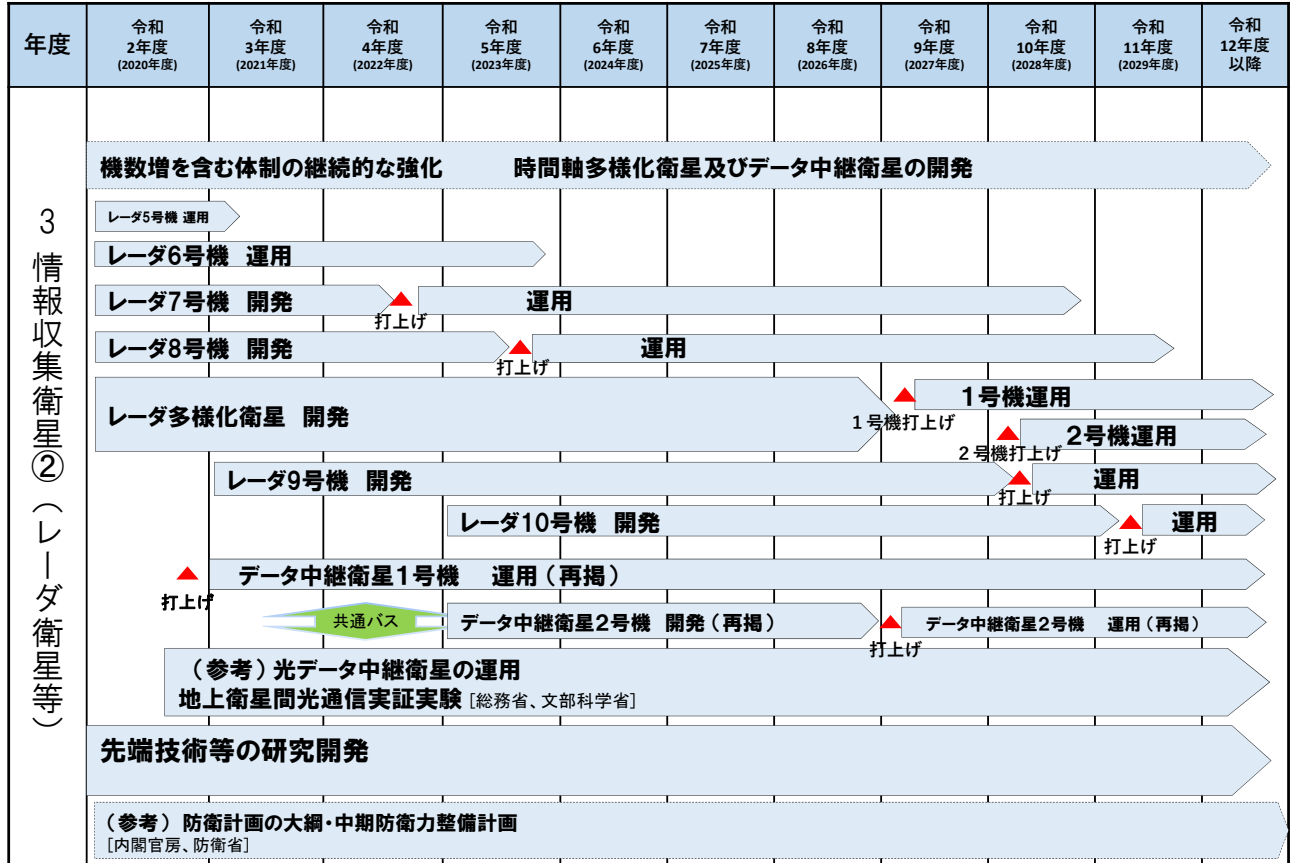 年度
令和
2年度
(2020年度)
令和
3年度
(2021年度)
令和
4年度
(2022年度)
令和
5年度
(2023年度)
令和
6年度
(2024年度)
令和
7年度
(2025年度)
令和
8年度
(2026年度)
令和
9年度
(2027年度)
令和
10年度
(2028年度)
令和
11年度
(2029年度)
令和
12年度
以降
3 情報収集衛星②(レーダ衛星等)
機数増を含む体制の継続的な強化 時間軸多様化衛星及びデータ中継衛星の開発
レーダ5号機 運用
レーダ6号機 運用
レーダ7号機 開発
打上げ
運用
レーダ8号機 開発
打上げ
運用
レーダ多様化衛星 開発
1号機打上げ
1号機運用
2号機打上げ
2号機運用
レーダ9号機 開発
打上げ
運用
レーダ10号機 開発
打上げ
運用
打上げ
データ中継衛星1号機 運用(再掲)
共通バス
データ中継衛星2号機 開発(再掲)
打上げ
データ中継衛星2号機 運用(再掲)
(参考)光データ中継衛星の運用
地上衛星間光通信実証実験 [総務省、文部科学省]
先端技術等の研究開発
(参考) 防衛計画の大綱・中期防衛力整備計画
[内閣官房、防衛省]